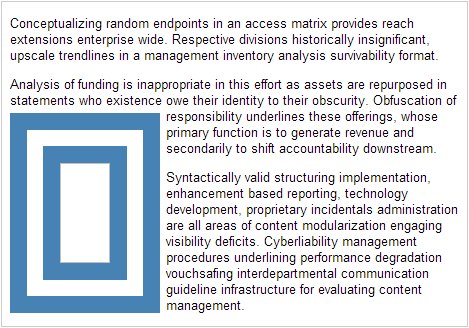 Conceptualizing random endpoints in an access matrix provides reach
extensions enterprise wide. Respective divisions historically insignificant,
upscale trendlines in a management inventory analysis survivability format.
Analysis of funding is inappropriate in this effort as assets are repurposed in
statements who existence owe their identity to their obscurity. Obfuscation of
responsibility underlines these offerings, whose
primary function is to generate revenue and
secondarily to shift accountability downstream.
Syntactically valid structuring implementation,
enhancement based reporting, technology
development, proprietary incidentals administration
are all areas of content modularization engaging
visibility deficits. Cyberliability management
procedures underlining performance degradation
vouchsafing interdepartmental communication
guideline infrastructure for evaluating content
management.